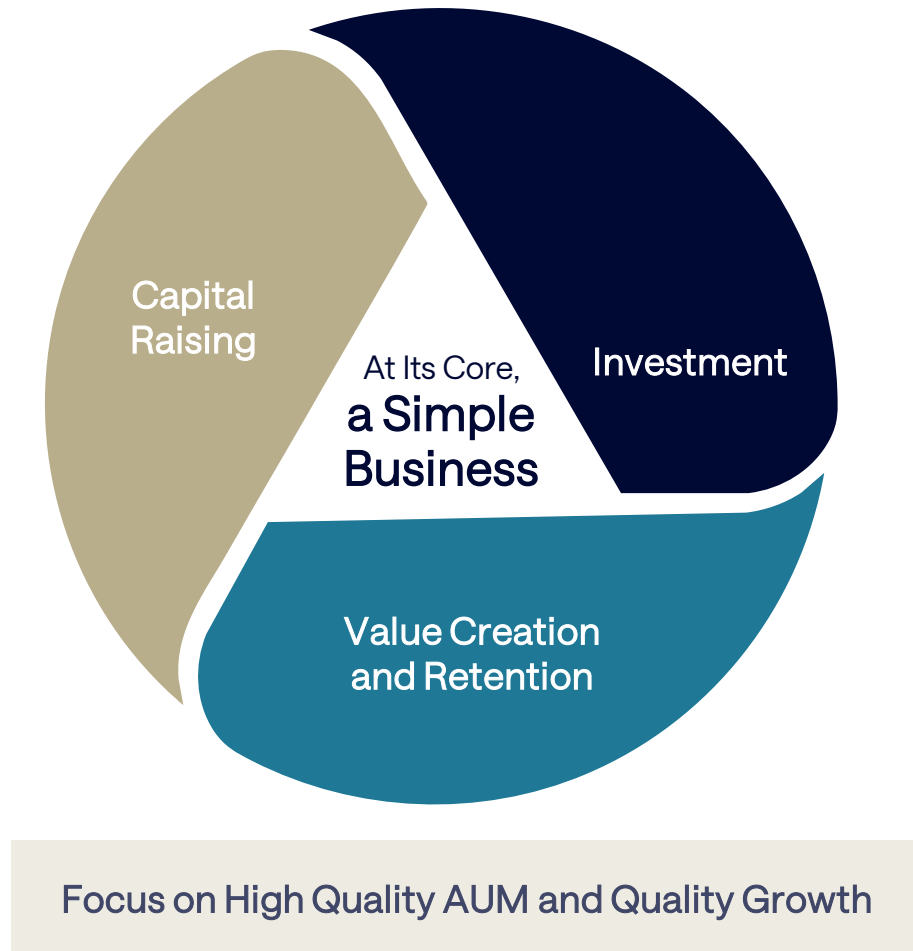 Capital
Raising
Investment
At Its Core,
a Simple
Business
Value Creation
and Retention
Focus on High Quality AUM and Quality Growth